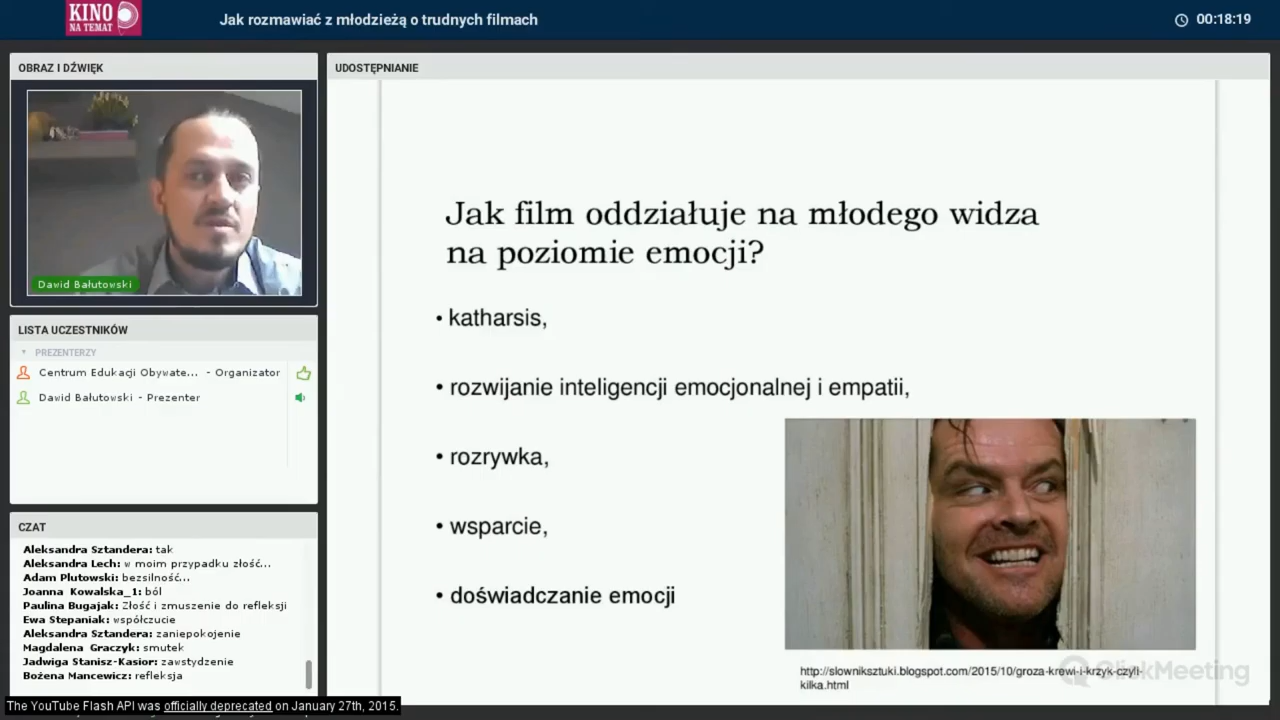 KINO
NA TEMAT
Jak rozmawiać z młodzieżą o trudnych filmach
00:18:19
OBRAZ I DŹWIĘK
Dawid Bałutowski
LISTA UCZESTNIKÓW
PREZENTERZY
Centrum Edukacji Obywate... - Organizator
Dawid Bałutowski - Prezenter
CZAT
Aleksandra Sztandera: tak
Aleksandra Lech: w moim przypadku złość...
Adam Plutowski: bezsilność...
Joanna Kowalska_1: ból
Paulina Bugajak: Złość i zmuszenie do refleksji
Ewa Stepaniak: współczucie
Aleksandra Sztandera: zaniepokojenie
Magdalena Graczyk: smutek
Jadwiga Stanisz-Kasior: zawstydzenie
Bożena Mancewicz: refleksja
The YouTube Flash API was officially deprecated on January 27th, 2015.
UDOSTĘPNIANIE
Jak film oddziałuje na młodego widza
na poziomie emocji?
• katharsis,
• rozwijanie inteligencji emocjonalnej i empatii,
• rozrywka,
• wsparcie,
• doświadczanie emocji
http://slowniksztuki.blogspot.com/2015/10/groza-krewi-i-krzyk-czyli-
kilka.html
ClickMeeting